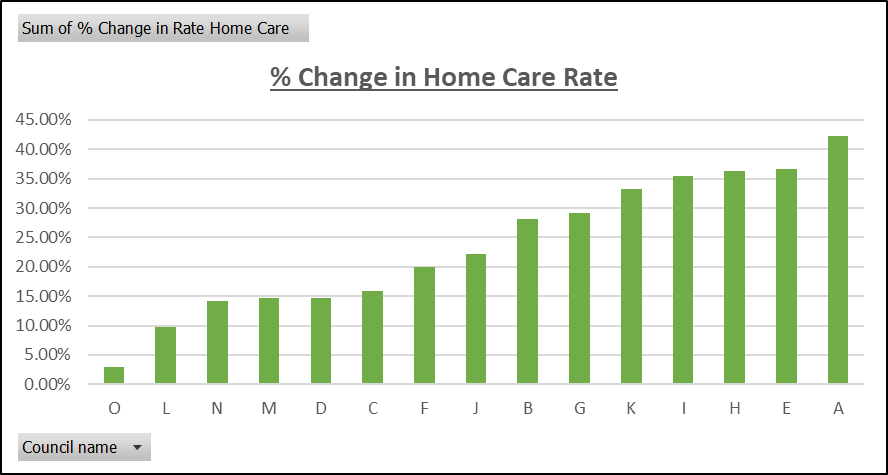 Sum of % Change in Rate Home Care
% Change in Home Care Rate
45.00%
40.00%
35.00%
30.00%
25.00%
20.00%
15.00%
10.00%
5.00%
0.00%
O L N M D C F J B G K I H E A
Council name